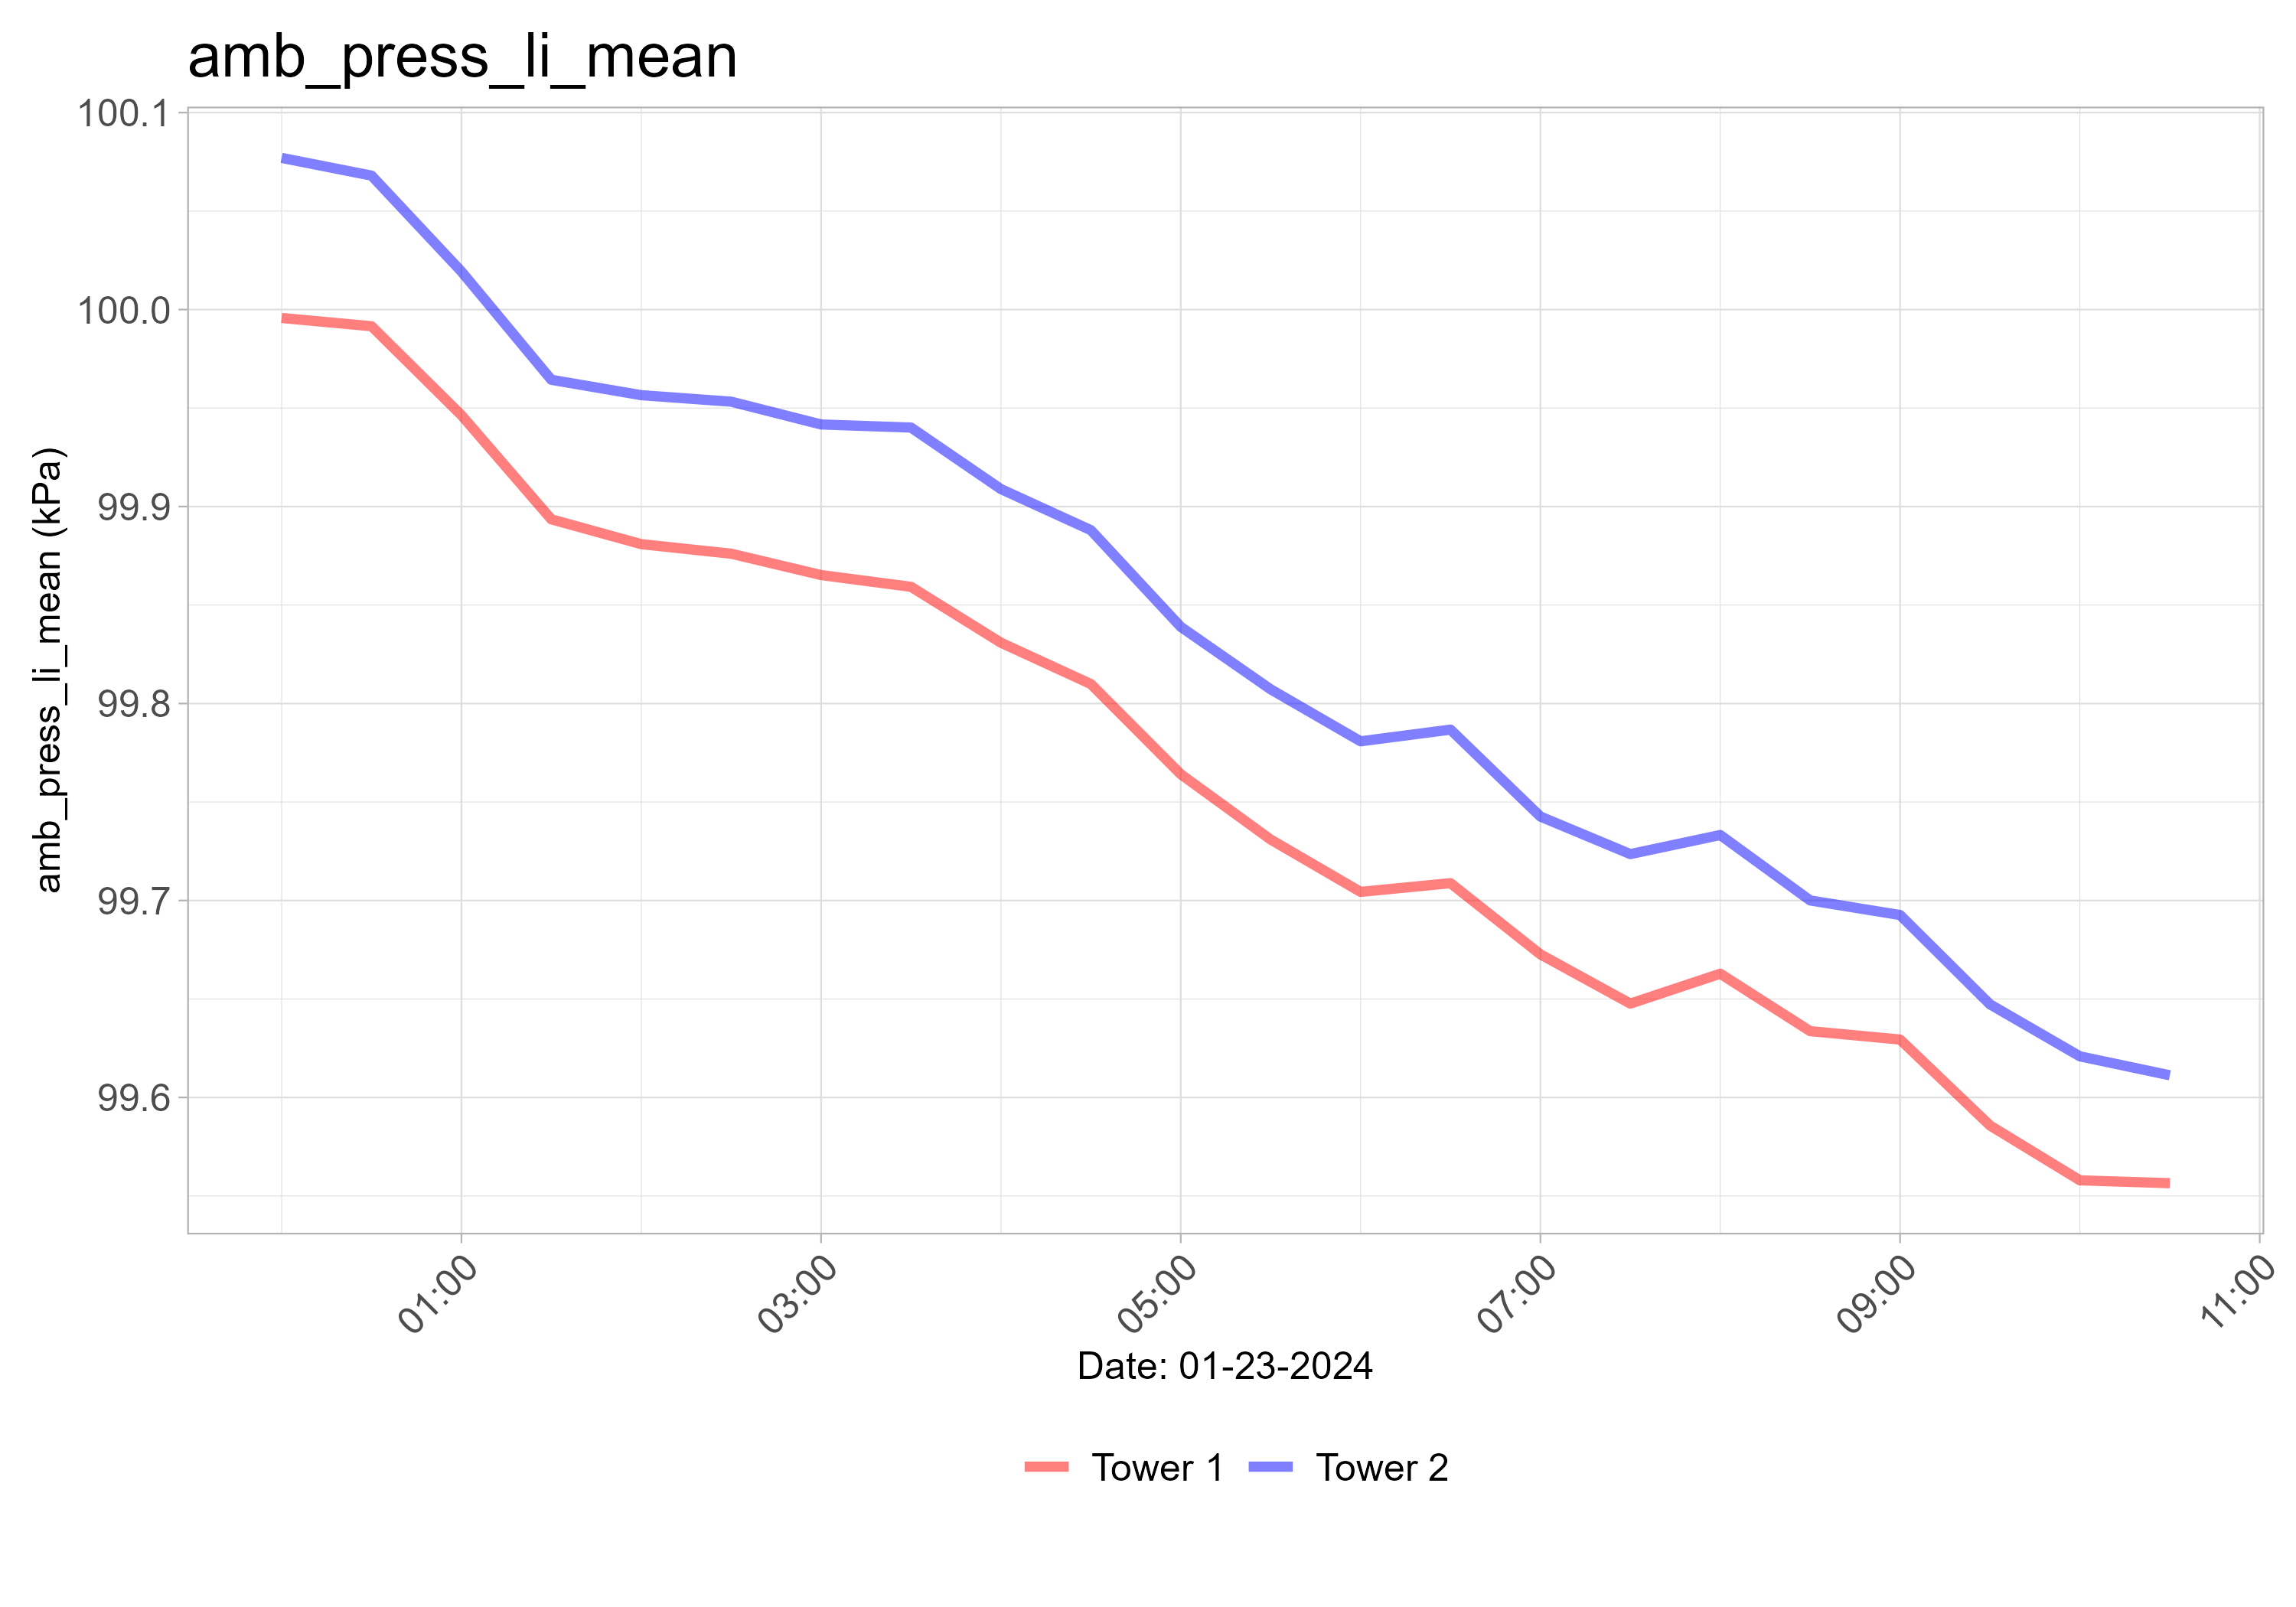 amb_press_li_mean
amb_press_li_mean (kPa)
100.1
100.0
99.9
99.8
99.7
99.6
01:00
03:00
05:00
07:00
09:00
11:00
Date: 01-23-2024
Tower 1
Tower 2